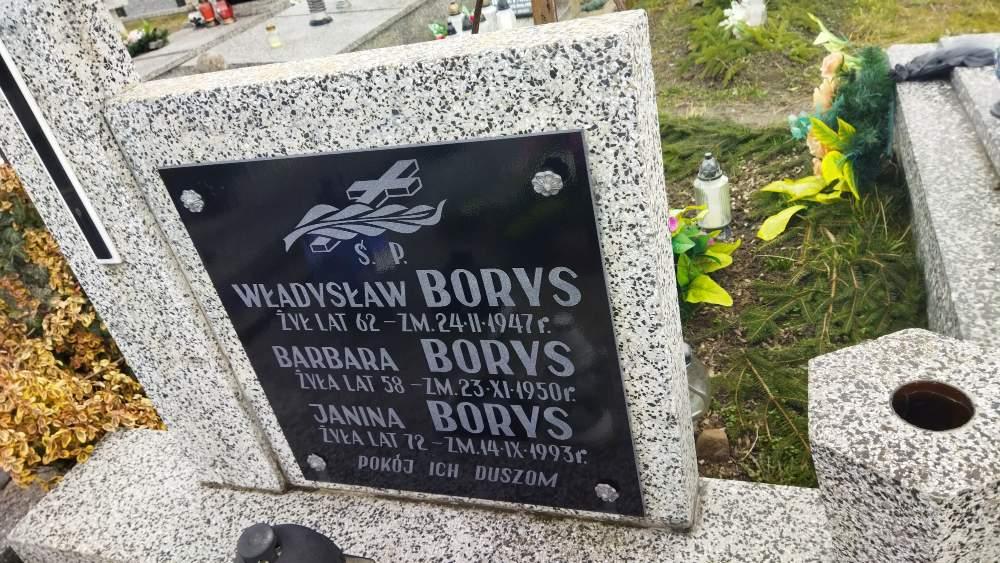 Ś. P.
WŁADYSŁAW BORYS
ŻYŁ LAT 62 – ZM. 24·II·1947 r.
BARBARA BORYS
ŻYŁA LAT 58 – ZM. 23·XI·1950 r.
JANINA BORYS
ŻYŁA LAT 72 – ZM. 14·IX·1993 r.
POKÓJ ICH DUSZOM